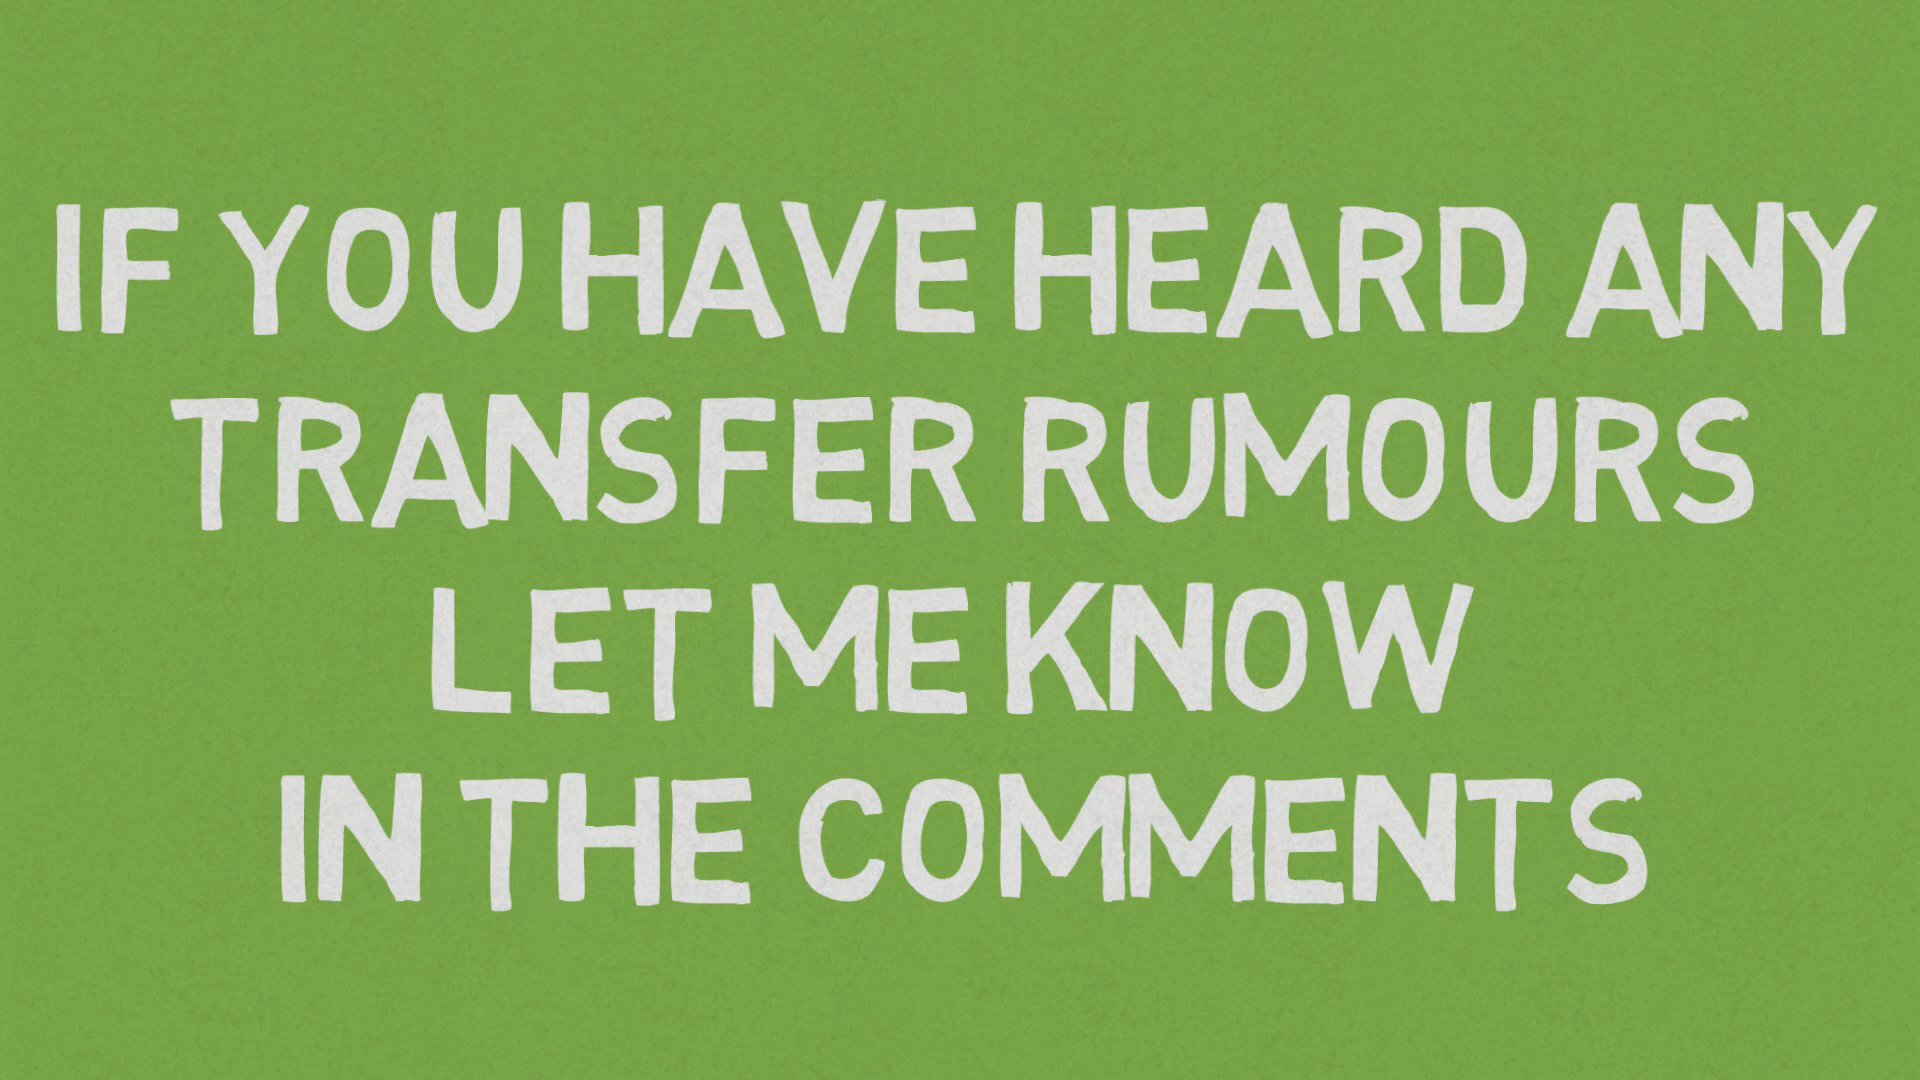 IF YOU HAVE HEARD ANY
TRANSFER RUMOURS
LET ME KNOW
IN THE COMMENTS